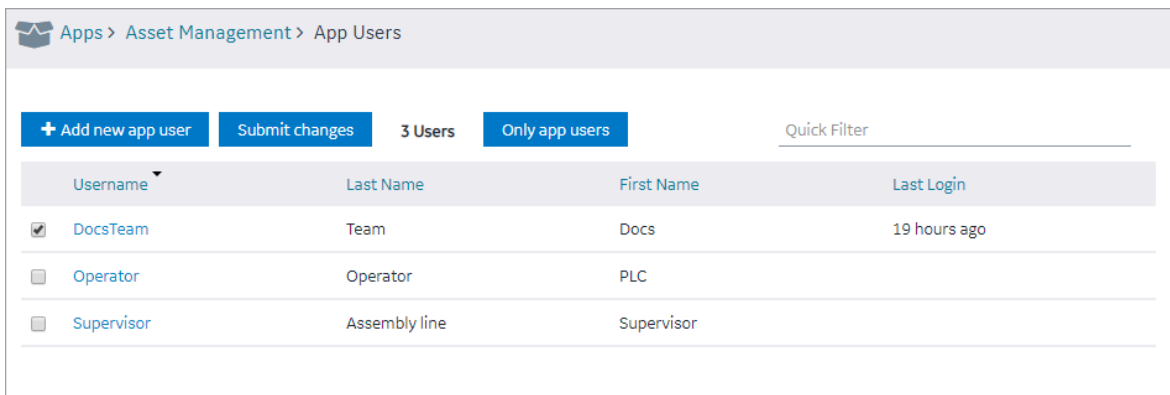 Apps > Asset Management > App Users
+ Add new app user Submit changes 3 Users Only app users Quick Filter
Username Last Name First Name Last Login
DocsTeam Team Docs 19 hours ago
Operator Operator PLC
Supervisor Assembly line Supervisor